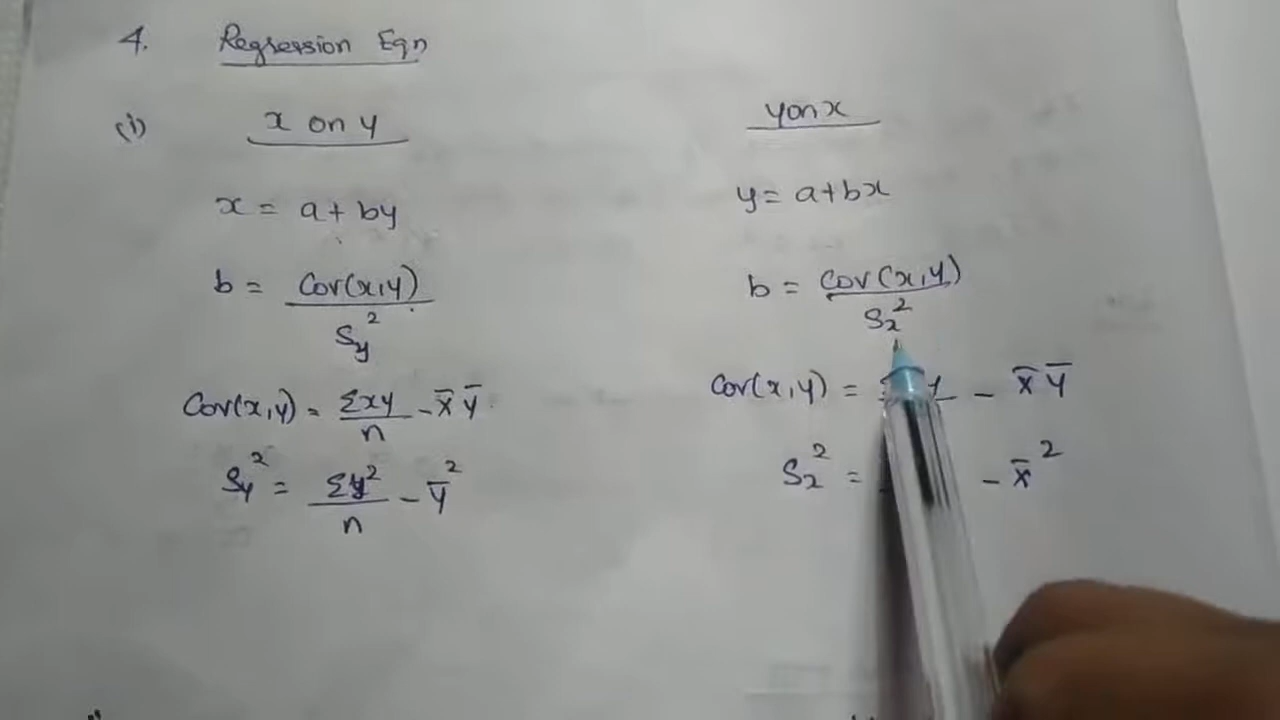 4. Regression Eqn
(i) x on y
x = a + by
b = Cov(x,y) / Sy²
Cov(x,y) = Σxy / n - x̄ ȳ
Sy² = Σy² / n - ȳ²
y on x
y = a + bx
b = Cov(x,y) / Sx²
Cov(x,y) = - x̄ ȳ
Sx² = - x̄²